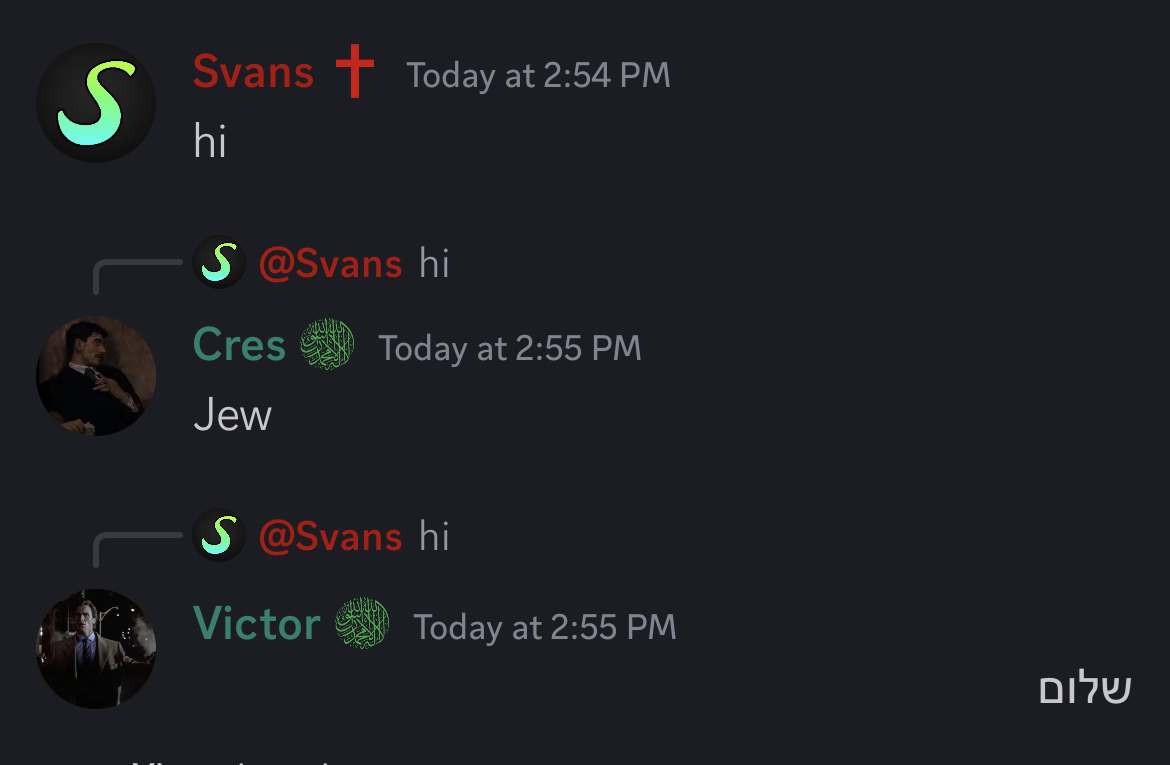 Svans Today at 2:54 PM
hi
@Svans hi
Cres Today at 2:55 PM
Jew
@Svans hi
Victor Today at 2:55 PM
שלום